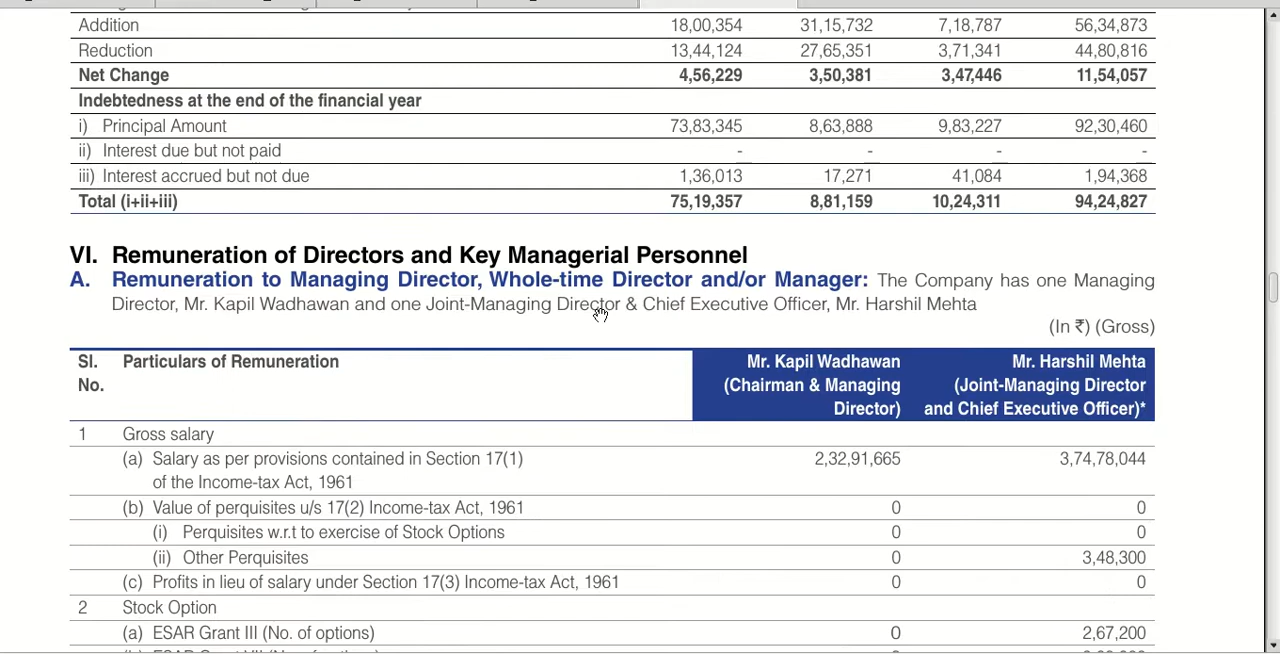 Addition 18,00,354 31,15,732 7,18,787 56,34,873
Reduction 13,44,124 27,65,351 3,71,341 44,80,816
Net Change 4,56,229 3,50,381 3,47,446 11,54,057
Indebtedness at the end of the financial year
i) Principal Amount 73,83,345 8,63,888 9,83,227 92,30,460
ii) Interest due but not paid - - - -
iii) Interest accrued but not due 1,36,013 17,271 41,084 1,94,368
Total (i+ii+iii) 75,19,357 8,81,159 10,24,311 94,24,827
VI. Remuneration of Directors and Key Managerial Personnel
A. Remuneration to Managing Director, Whole-time Director and/or Manager: The Company has one Managing
Director, Mr. Kapil Wadhawan and one Joint-Managing Director & Chief Executive Officer, Mr. Harshil Mehta
(In ₹) (Gross)
Sl. Particulars of Remuneration Mr. Kapil Wadhawan Mr. Harshil Mehta
No. (Chairman & Managing (Joint-Managing Director
Director) and Chief Executive Officer)*
1 Gross salary
(a) Salary as per provisions contained in Section 17(1) 2,32,91,665 3,74,78,044
of the Income-tax Act, 1961
(b) Value of perquisites u/s 17(2) Income-tax Act, 1961 0 0
(i) Perquisites w.r.t to exercise of Stock Options 0 0
(ii) Other Perquisites 0 3,48,300
(c) Profits in lieu of salary under Section 17(3) Income-tax Act, 1961 0 0
2 Stock Option
(a) ESAR Grant III (No. of options) 0 2,67,200